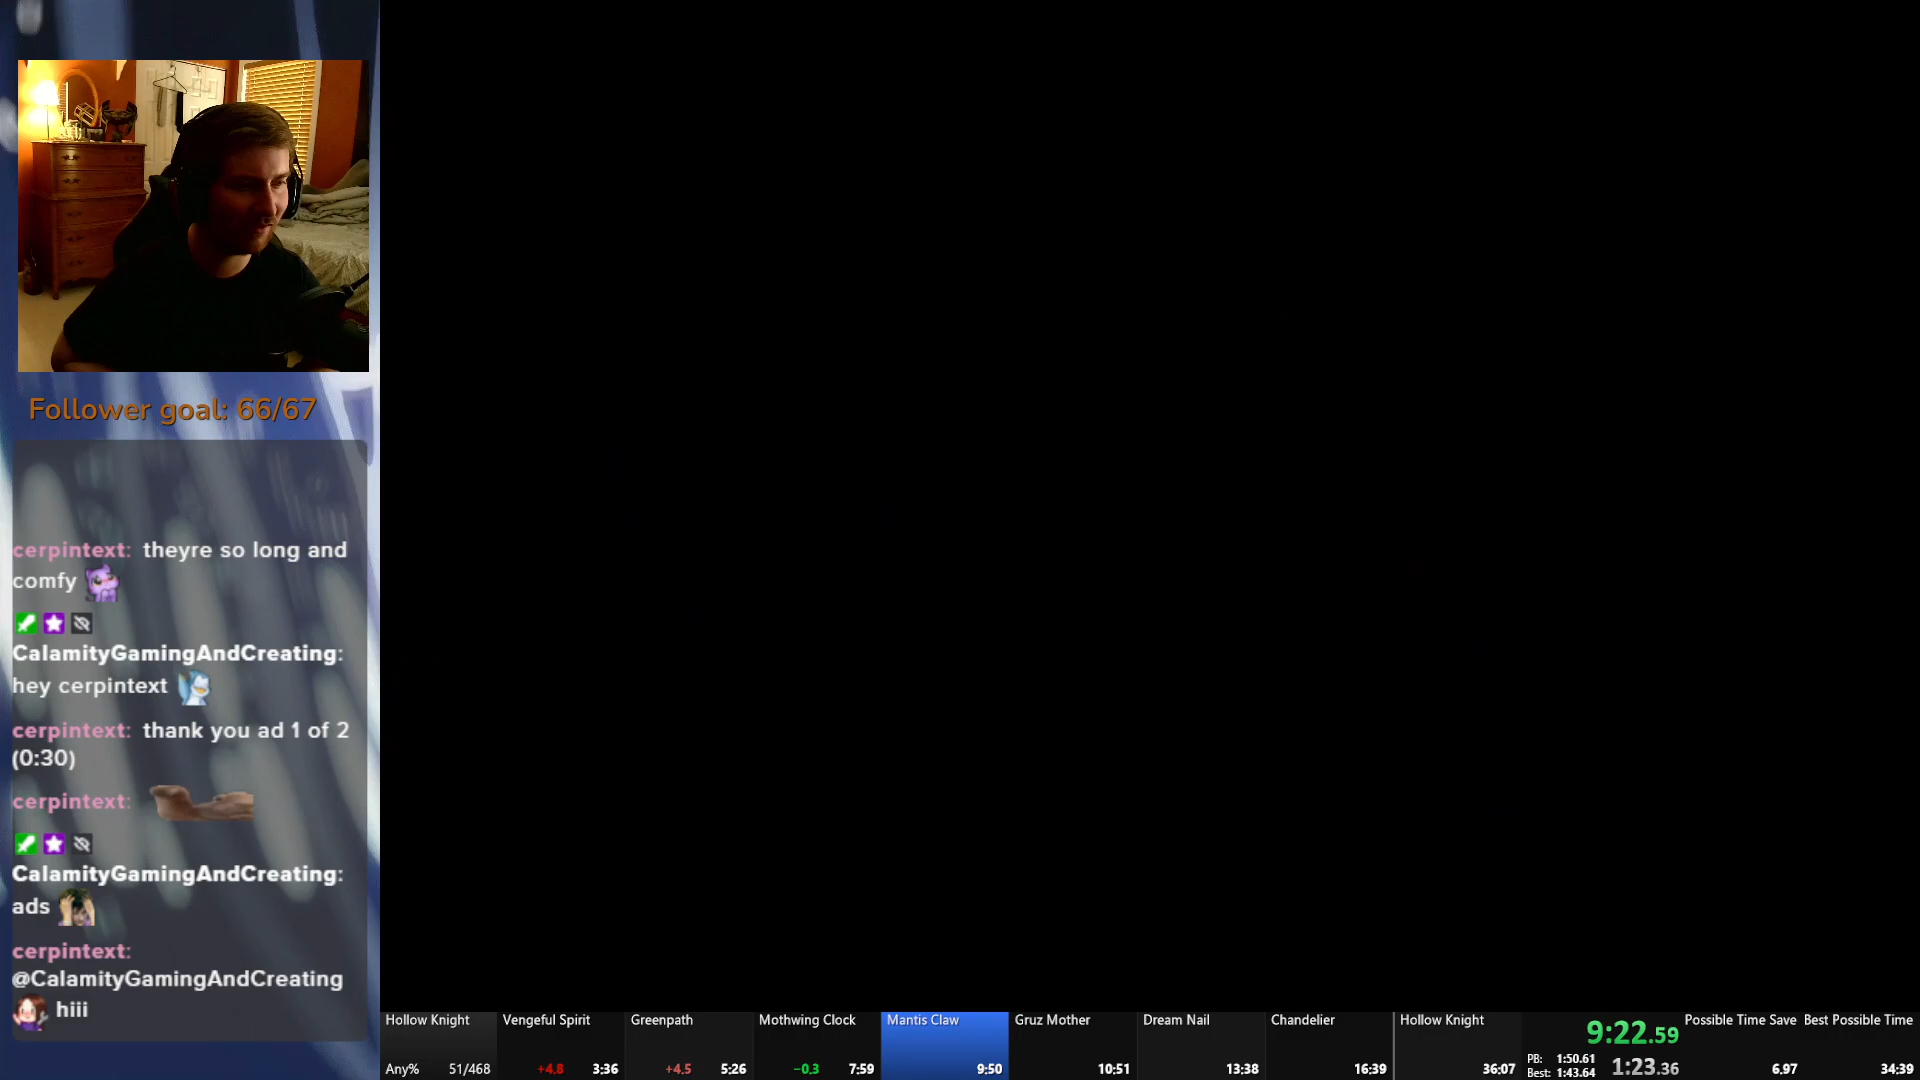 Follower goal: 66/67
cerpintext: theyre so long and
comfy
CalamityGamingAndCreating:
hey cerpintext
cerpintext: thank you ad 1 of 2
(0:30)
cerpintext:
CalamityGamingAndCreating:
ads
cerpintext:
@CalamityGamingAndCreating
hiii
Hollow Knight
Any% 51/468
Vengeful Spirit
+4.8 3:36
Greenpath
+4.5 5:26
Mothwing Clock
−0.3 7:59
Mantis Claw
9:50
Gruz Mother
10:51
Dream Nail
13:38
Chandelier
16:39
Hollow Knight
36:07
9:22.59
PB: 1:50.61
Best: 1:43.64
1:23.36
Possible Time Save
6.97
Best Possible Time
34:39